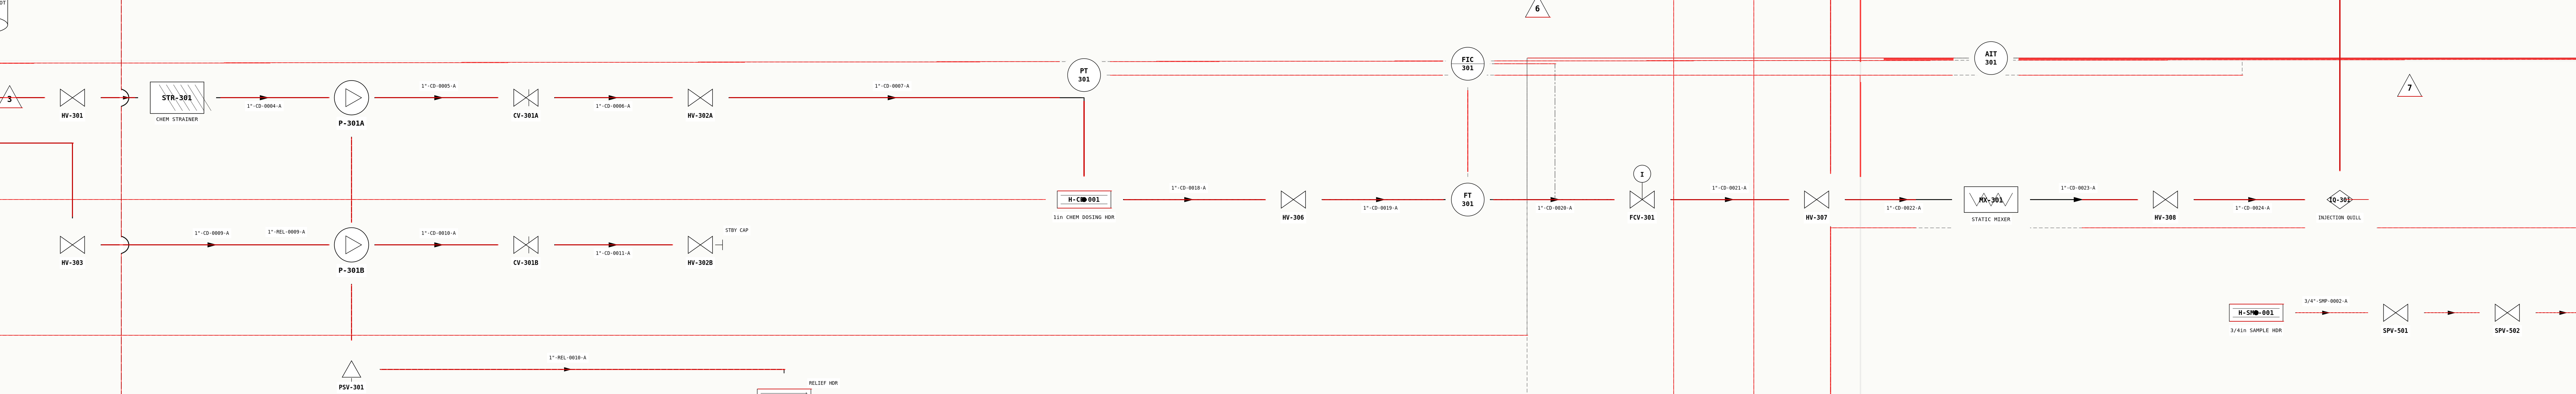 6
AIT
301
FIC
301
PT
301
7
3
HV-301
STR-301
CHEM STRAINER
1"-CD-0004-A
P-301A
1"-CD-0005-A
CV-301A
1"-CD-0006-A
HV-302A
1"-CD-0007-A
I
1"-CD-0018-A
1"-CD-0021-A
1"-CD-0023-A
1in CHEM DOSING HDR
HV-306
1"-CD-0019-A
FT
301
1"-CD-0020-A
FCV-301
HV-307
1"-CD-0022-A
MX-301
STATIC MIXER
HV-308
1"-CD-0024-A
IQ-301
INJECTION QUILL
HV-303
1"-CD-0009-A
1"-REL-0009-A
P-301B
1"-CD-0010-A
CV-301B
1"-CD-0011-A
HV-302B
STBY CAP
3/4"-SMP-0002-A
3/4in SAMPLE HDR
SPV-501
SPV-502
PSV-301
1"-REL-0010-A
RELIEF HDR